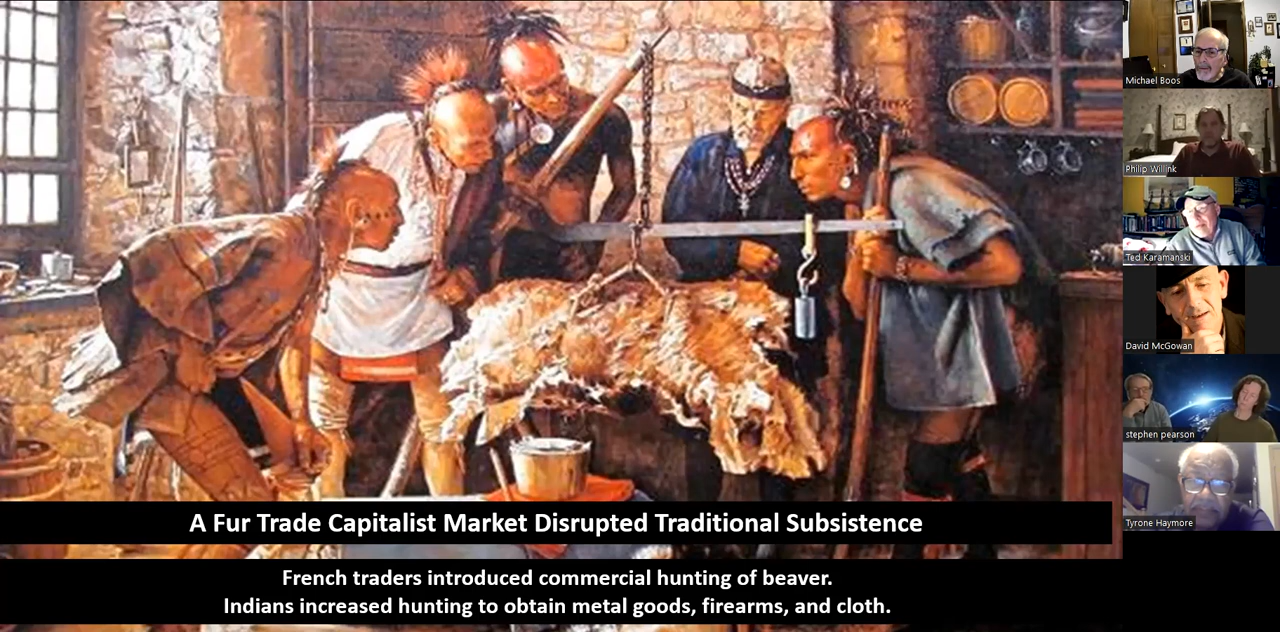 A Fur Trade Capitalist Market Disrupted Traditional Subsistence
French traders introduced commercial hunting of beaver.
Indians increased hunting to obtain metal goods, firearms, and cloth.
Michael Boos
Philip Willink
Ted Karamanski
David McGowan
stephen pearson
Tyrone Haymore